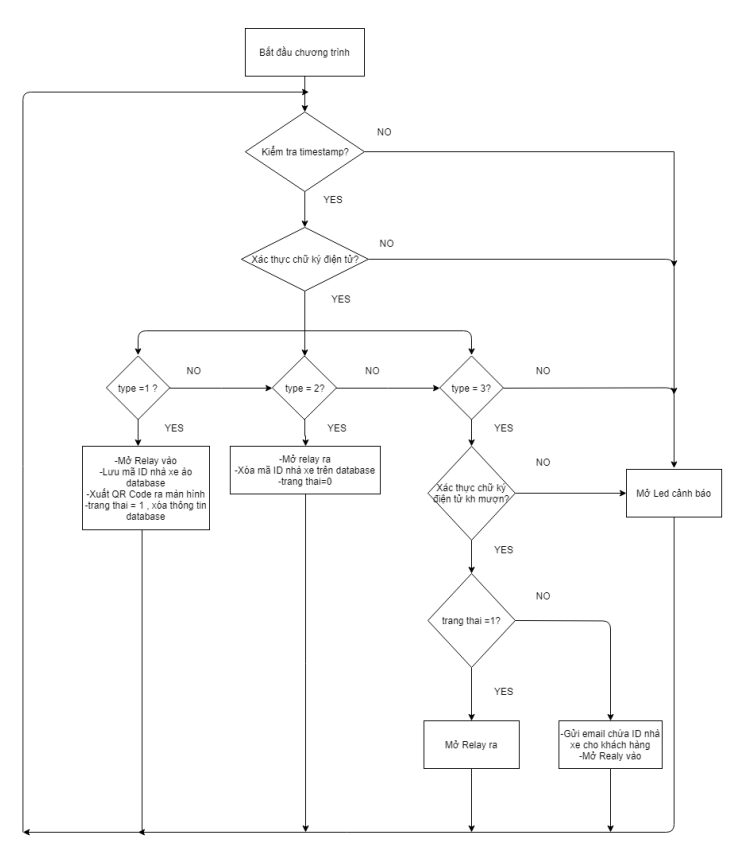 Bắt đầu chương trình
NO
Kiểm tra timestamp?
YES
NO
Xác thực chữ ký điện tử?
YES
type =1 ?
NO
type = 2?
NO
type = 3?
NO
YES
YES
YES
-Mở Relay vào
-Lưu mã ID nhà xe ảo
database
-Xuất QR Code ra màn hình
-trang thai = 1 , xóa thông tin
database
-Mở relay ra
-Xóa mã ID nhà xe trên database
-trang thai=0
NO
Xác thực chữ ký
điện tử kh mượn?
Mở Led cảnh báo
YES
NO
trang thai =1?
YES
Mở Relay ra
-Gửi email chứa ID nhà
xe cho khách hàng
-Mở Realy vào